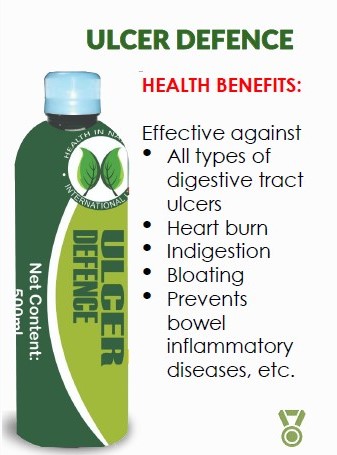 ULCER DEFENCE
HEALTH BENEFITS:
Effective against
• All types of
digestive tract
ulcers
• Heart burn
• Indigestion
• Bloating
• Prevents
bowel
inflammatory
diseases, etc.
HEALTH IN NA
INTERNATIONAL
ULCER
DEFENCE
Net Content:
500ml